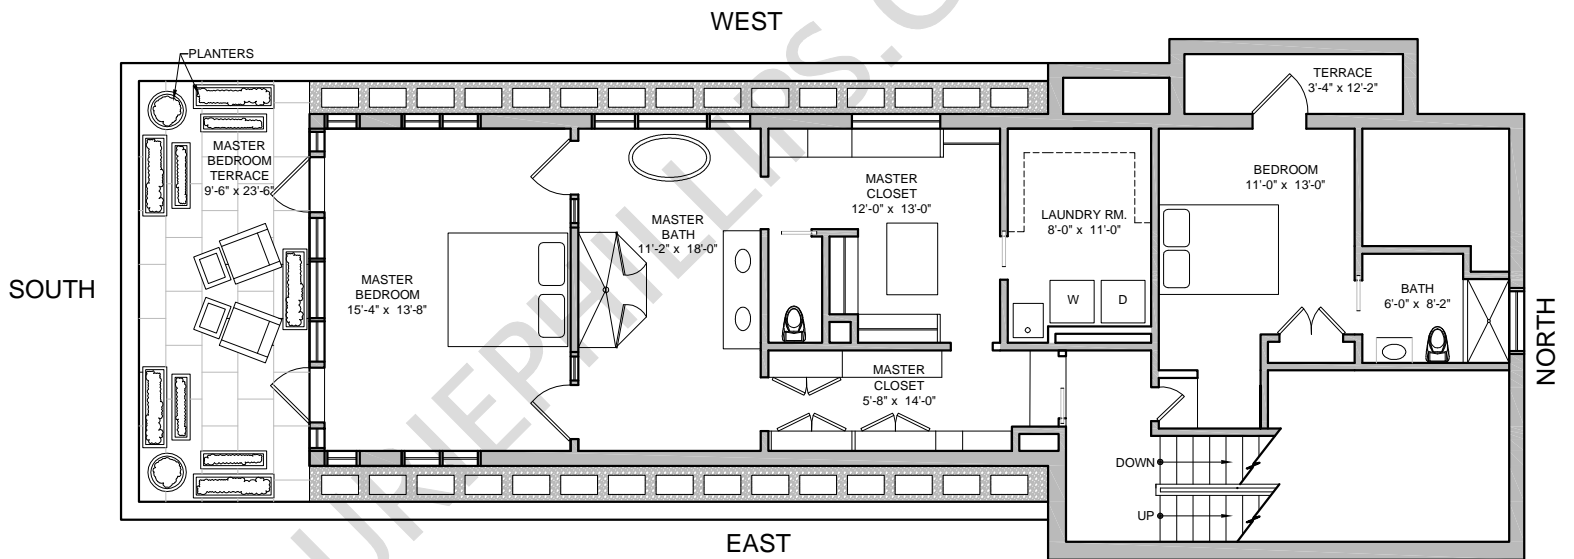 WEST
PLANTERS
TERRACE
3'-4" x 12'-2"
MASTER
BEDROOM
TERRACE
9'-6" x 23'-6"
MASTER
BATH
11'-2" x 18'-0"
MASTER
CLOSET
12'-0" x 13'-0"
LAUNDRY RM.
8'-0" x 11'-0"
BEDROOM
11'-0" x 13'-0"
SOUTH
MASTER
BEDROOM
15'-4" x 13'-8"
W
D
BATH
6'-0" x 8'-2"
NORTH
MASTER
CLOSET
5'-8" x 14'-0"
DOWN
UP
EAST
URIEPHILLIPS.C